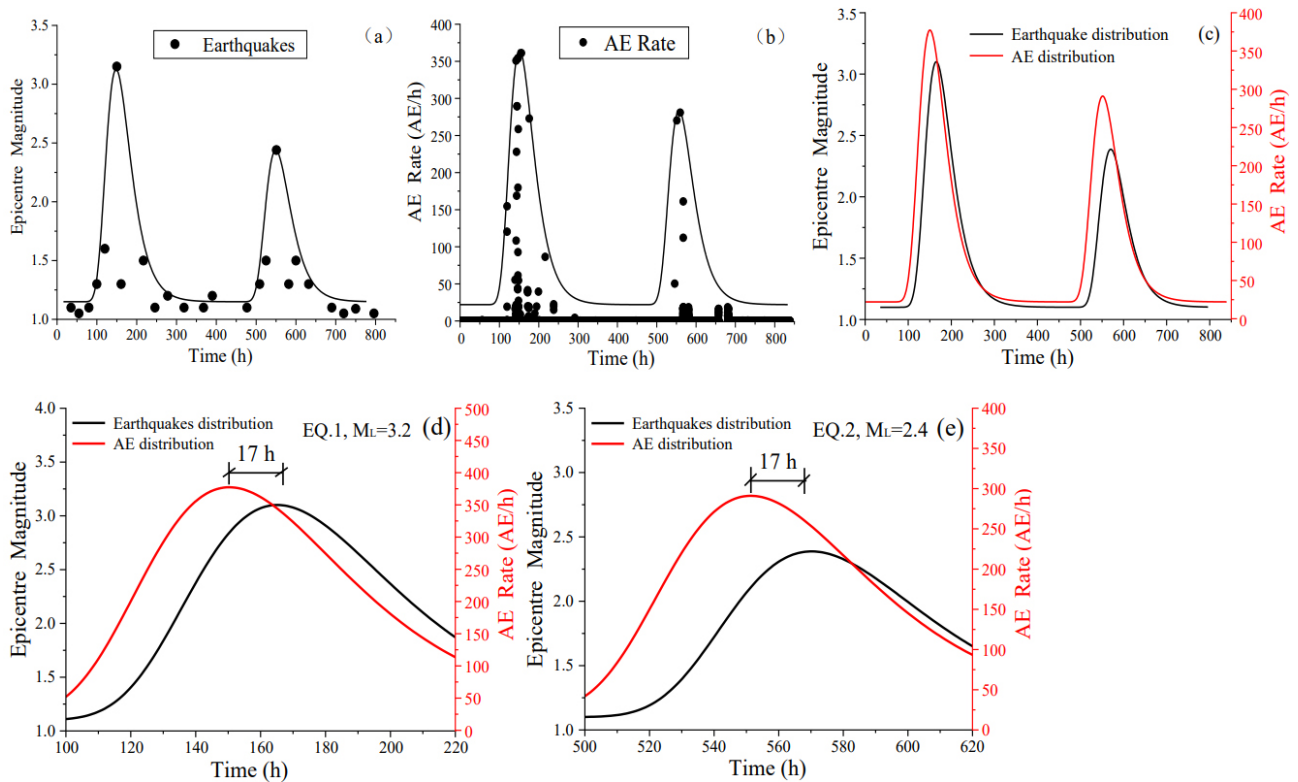 (a)
Earthquakes
Epicentre Magnitude
3.5
3.0
2.5
2.0
1.5
1.0
0 100 200 300 400 500 600 700 800
Time (h)
(b)
AE Rate
AE Rate (AE/h)
400
350
300
250
200
150
100
50
0
0 100 200 300 400 500 600 700 800
Time (h)
(c)
Earthquake distribution
AE distribution
Epicentre Magnitude
3.5
3.0
2.5
2.0
1.5
1.0
0 100 200 300 400 500 600 700 800
Time (h)
400
350
300
250
200
150
100
50
0
AE Rate (AE/h)
Earthquakes distribution
AE distribution
EQ.1, ML=3.2 (d)
17 h
Epicentre Magnitude
4.0
3.5
3.0
2.5
2.0
1.5
1.0
100 120 140 160 180 200 220
Time (h)
500
450
400
350
300
250
200
150
100
50
0
AE Rate (AE/h)
Earthquakes distribution
AE distribution
EQ.2, ML=2.4 (e)
17 h
Epicentre Magnitude
3.5
3.0
2.5
2.0
1.5
1.0
500 520 540 560 580 600 620
Time (h)
400
350
300
250
200
150
100
50
0
AE Rate (AE/h)